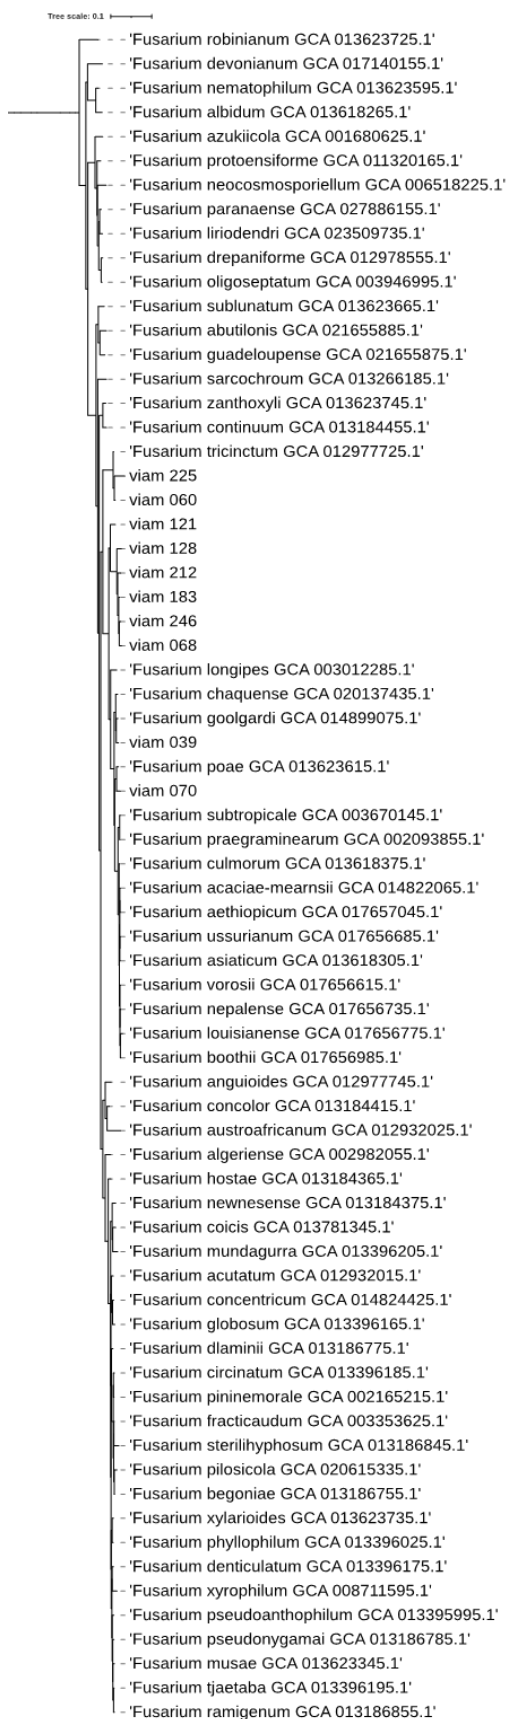 Tree scale: 0.1
'Fusarium robinianum GCA 013623725.1'
'Fusarium devonianum GCA 017140155.1'
'Fusarium nematophilum GCA 013623595.1'
'Fusarium albidum GCA 013618265.1'
'Fusarium azukiicola GCA 001680625.1'
'Fusarium protoensiforme GCA 011320165.1'
'Fusarium neocosmosporiellum GCA 006518225.1'
'Fusarium paranaense GCA 027886155.1'
'Fusarium liriodendri GCA 023509735.1'
'Fusarium drepaniforme GCA 012978555.1'
'Fusarium oligoseptatum GCA 003946995.1'
'Fusarium sublunatum GCA 013623665.1'
'Fusarium abutilonis GCA 021655885.1'
'Fusarium guadeloupense GCA 021655875.1'
'Fusarium sarcochroum GCA 013266185.1'
'Fusarium zanthoxyli GCA 013623745.1'
'Fusarium continuum GCA 013184455.1'
'Fusarium tricinctum GCA 012977725.1'
viam 225
viam 060
viam 121
viam 128
viam 212
viam 183
viam 246
viam 068
'Fusarium longipes GCA 003012285.1'
'Fusarium chaquense GCA 020137435.1'
'Fusarium goolgardi GCA 014899075.1'
viam 039
'Fusarium poae GCA 013623615.1'
viam 070
'Fusarium subtropicale GCA 003670145.1'
'Fusarium praegraminearum GCA 002093855.1'
'Fusarium culmorum GCA 013618375.1'
'Fusarium acaciae-mearnsii GCA 014822065.1'
'Fusarium aethiopicum GCA 017657045.1'
'Fusarium ussurianum GCA 017656685.1'
'Fusarium asiaticum GCA 013618305.1'
'Fusarium vorosii GCA 017656615.1'
'Fusarium nepalense GCA 017656735.1'
'Fusarium louisianense GCA 017656775.1'
'Fusarium boothii GCA 017656985.1'
'Fusarium anguioides GCA 012977745.1'
'Fusarium concolor GCA 013184415.1'
'Fusarium austroafricanum GCA 012932025.1'
'Fusarium algeriense GCA 002982055.1'
'Fusarium hostae GCA 013184365.1'
'Fusarium newnesense GCA 013184375.1'
'Fusarium coicis GCA 013781345.1'
'Fusarium mundagurra GCA 013396205.1'
'Fusarium acutatum GCA 012932015.1'
'Fusarium concentricum GCA 014824425.1'
'Fusarium globosum GCA 013396165.1'
'Fusarium dlaminii GCA 013186775.1'
'Fusarium circinatum GCA 013396185.1'
'Fusarium pininemorale GCA 002165215.1'
'Fusarium fracticaudum GCA 003353625.1'
'Fusarium sterilihyphosum GCA 013186845.1'
'Fusarium pilosicola GCA 020615335.1'
'Fusarium begoniae GCA 013186755.1'
'Fusarium xylarioides GCA 013623735.1'
'Fusarium phyllophilum GCA 013396025.1'
'Fusarium denticulatum GCA 013396175.1'
'Fusarium xyrophilum GCA 008711595.1'
'Fusarium pseudoanthophilum GCA 013395995.1'
'Fusarium pseudonygamai GCA 013186785.1'
'Fusarium musae GCA 013623345.1'
'Fusarium tjaetaba GCA 013396195.1'
'Fusarium ramigenum GCA 013186855.1'